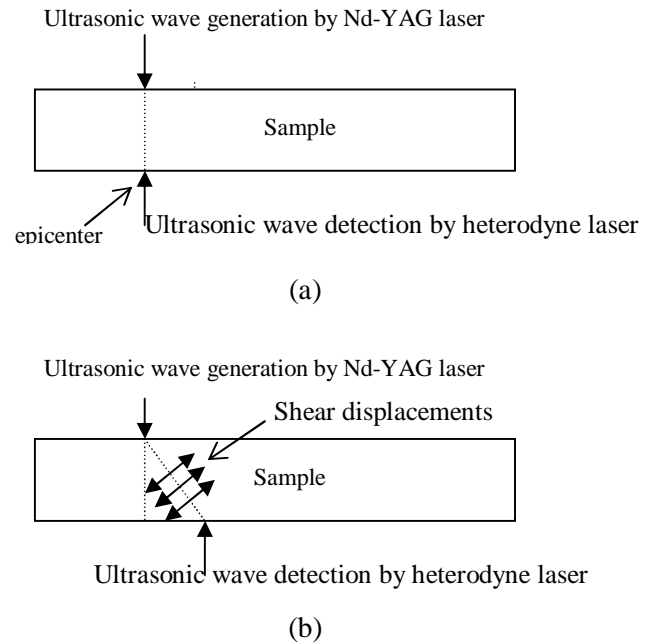 Ultrasonic wave generation by Nd-YAG laser
Sample
epicenter
Ultrasonic wave detection by heterodyne laser
(a)
Ultrasonic wave generation by Nd-YAG laser
Shear displacements
Sample
Ultrasonic wave detection by heterodyne laser
(b)